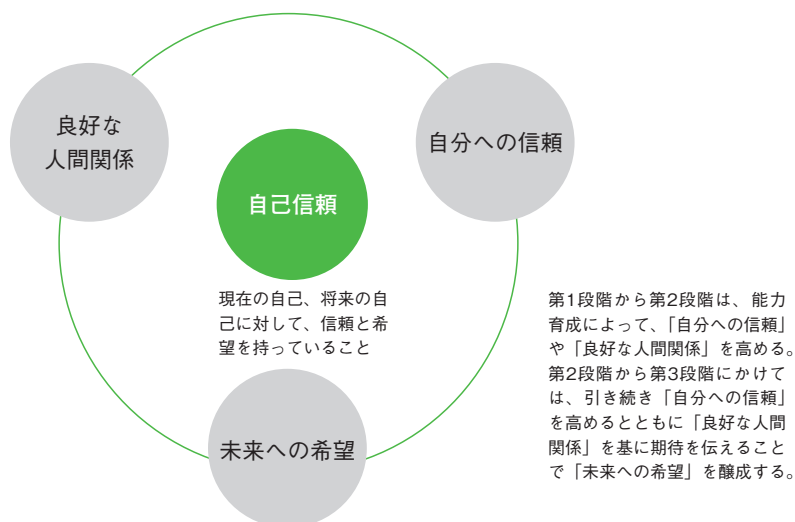 良好な
人間関係
自分への信頼
自己信頼
現在の自己、将来の自
己に対して、信頼と希
望を持っていること
未来への希望
第1段階から第2段階は、能力
育成によって、「自分への信頼」
や「良好な人間関係」を高める。
第2段階から第3段階にかけて
は、引き続き「自分への信頼」
を高めるとともに「良好な人間
関係」を基に期待を伝えること
で「未来への希望」を醸成する。